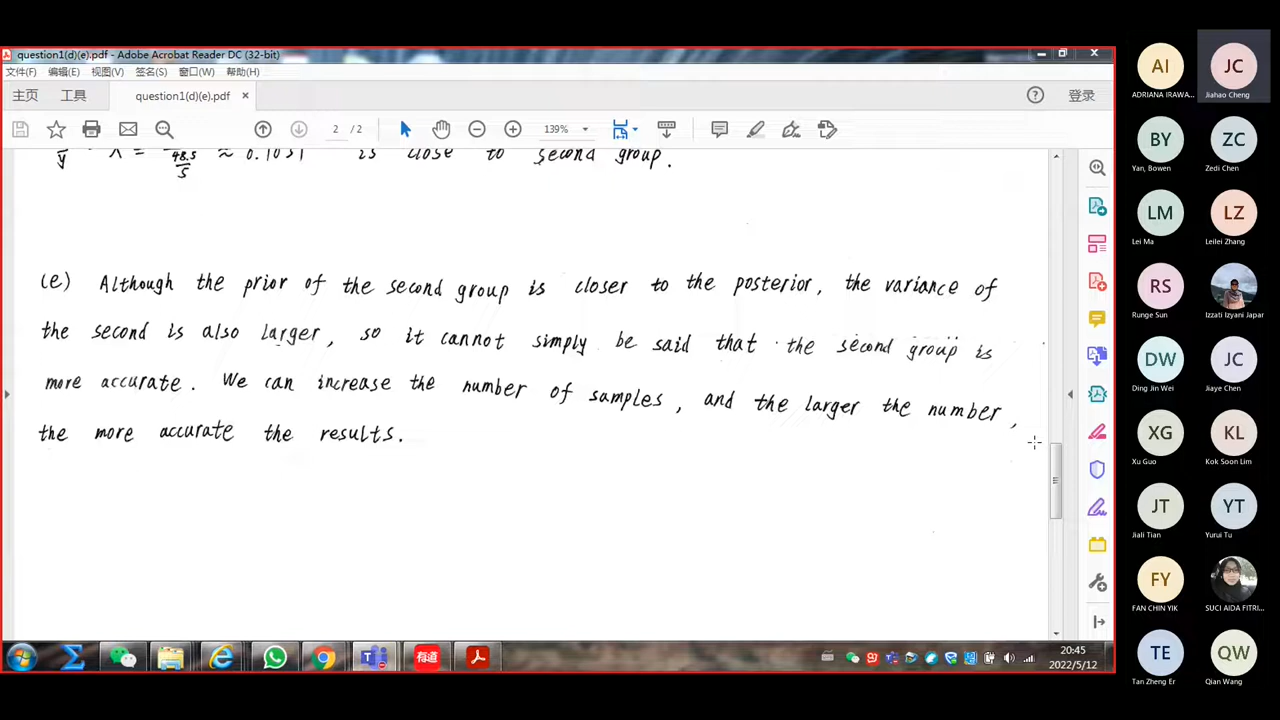 question1(d)(e).pdf - Adobe Acrobat Reader DC (32-bit)
文件(F) 编辑(E) 视图(V) 签名(S) 窗口(W) 帮助(H)
主页 工具 question1(d)(e).pdf × 登录
2 / 2 139%
48.5
5
≈ 0.1031 is close to second group.
(e) Although the prior of the second group is closer to the posterior, the variance of
the second is also larger, so it cannot simply be said that the second group is
more accurate. We can increase the number of samples, and the larger the number,
the more accurate the results.
有道
20:45
2022/5/12
AI JC
ADRIANA IRAWA... Jiahao Cheng
BY ZC
Yan, Bowen Zedi Chen
LM LZ
Lei Ma Leilei Zhang
RS
Runge Sun Izzati Izyani Japar
DW JC
Ding Jin Wei Jiaye Chen
XG KL
Xu Guo Kok Soon Lim
JT YT
Jiali Tian Yurui Tu
FY
FAN CHIN YIK SUCI AIDA FITRI...
TE QW
Tan Zheng Er Qian Wang